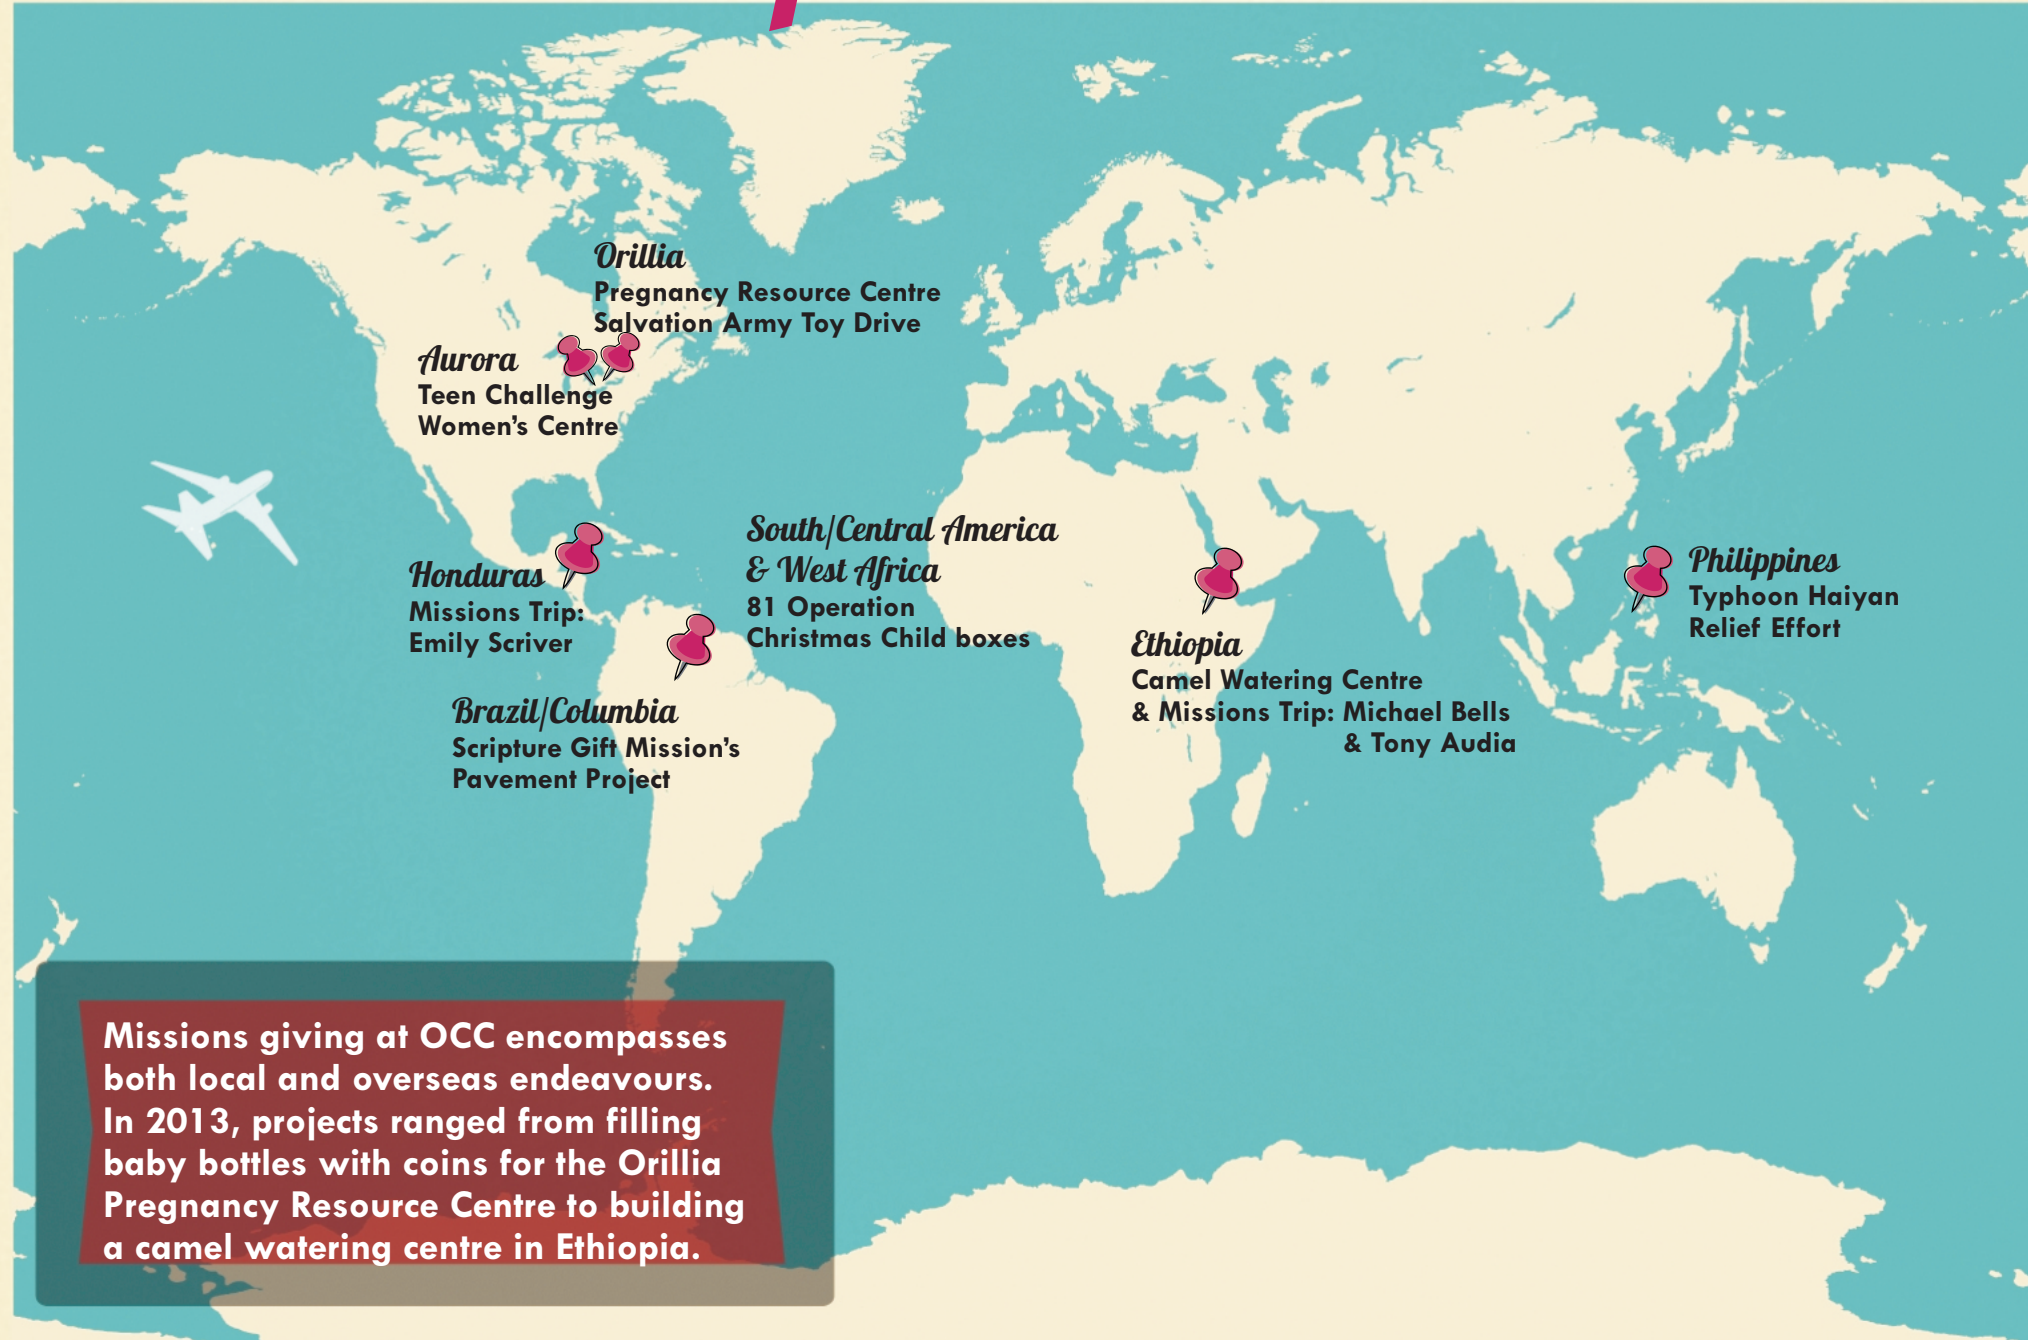 Orillia
Pregnancy Resource Centre
Salvation Army Toy Drive
Aurora
Teen Challenge
Women’s Centre
South/Central America
& West Africa
81 Operation
Christmas Child boxes
Honduras
Missions Trip:
Emily Scriver
Philippines
Typhoon Haiyan
Relief Effort
Ethiopia
Camel Watering Centre
& Missions Trip: Michael Bells
& Tony Audia
Brazil/Columbia
Scripture Gift Mission’s
Pavement Project
Missions giving at OCC encompasses
both local and overseas endeavours.
In 2013, projects ranged from filling
baby bottles with coins for the Orillia
Pregnancy Resource Centre to building
a camel watering centre in Ethiopia.